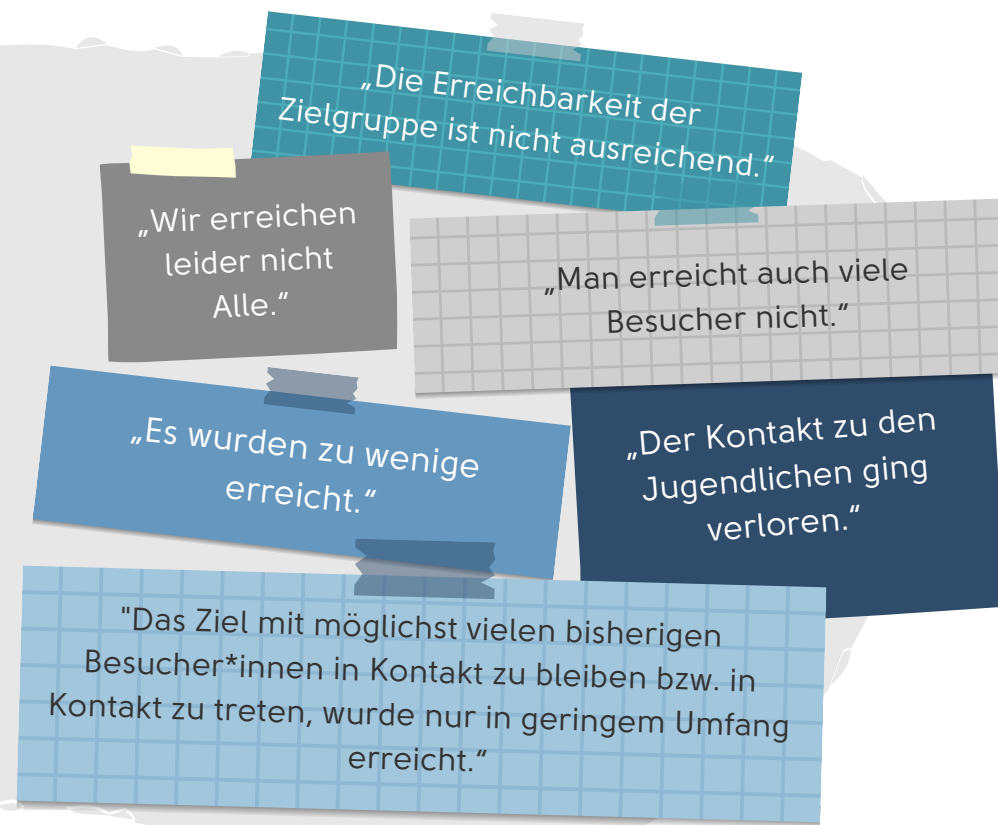 „Die Erreichbarkeit der
Zielgruppe ist nicht ausreichend.“
„Wir erreichen
leider nicht
Alle.“
„Man erreicht auch viele
Besucher nicht.“
„Es wurden zu wenige
erreicht.“
„Der Kontakt zu den
Jugendlichen ging
verloren.“
"Das Ziel mit möglichst vielen bisherigen
Besucher*innen in Kontakt zu bleiben bzw. in
Kontakt zu treten, wurde nur in geringem Umfang
erreicht.“